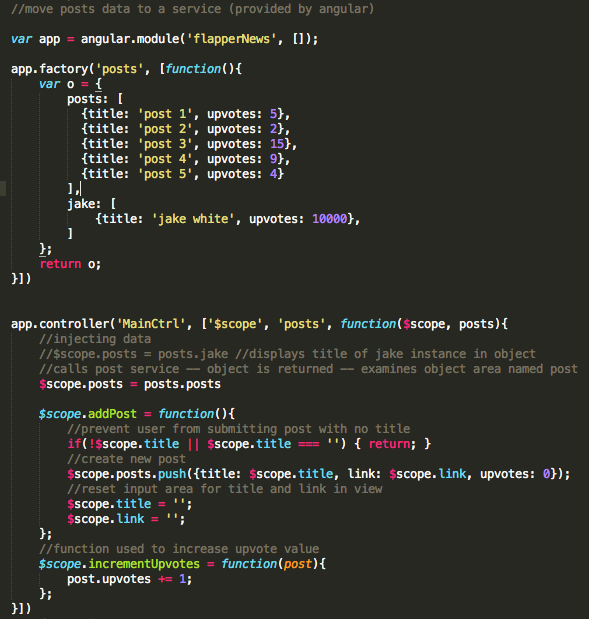 //move posts data to a service (provided by angular)
var app = angular.module('flapperNews', []);
app.factory('posts', [function(){
var o = {
posts: [
{title: 'post 1', upvotes: 5},
{title: 'post 2', upvotes: 2},
{title: 'post 3', upvotes: 15},
{title: 'post 4', upvotes: 9},
{title: 'post 5', upvotes: 4}
],
jake: [
{title: 'jake white', upvotes: 10000},
]
};
return o;
}])
app.controller('MainCtrl', ['$scope', 'posts', function($scope, posts){
//injecting data
//$scope.posts = posts.jake //displays title of jake instance in object
//calls post service -- object is returned -- examines object area named post
$scope.posts = posts.posts
$scope.addPost = function(){
//prevent user from submitting post with no title
if(!$scope.title || $scope.title === '') { return; }
//create new post
$scope.posts.push({title: $scope.title, link: $scope.link, upvotes: 0});
//reset input area for title and link in view
$scope.title = '';
$scope.link = '';
};
//function used to increase upvote value
$scope.incrementUpvotes = function(post){
post.upvotes += 1;
};
}])